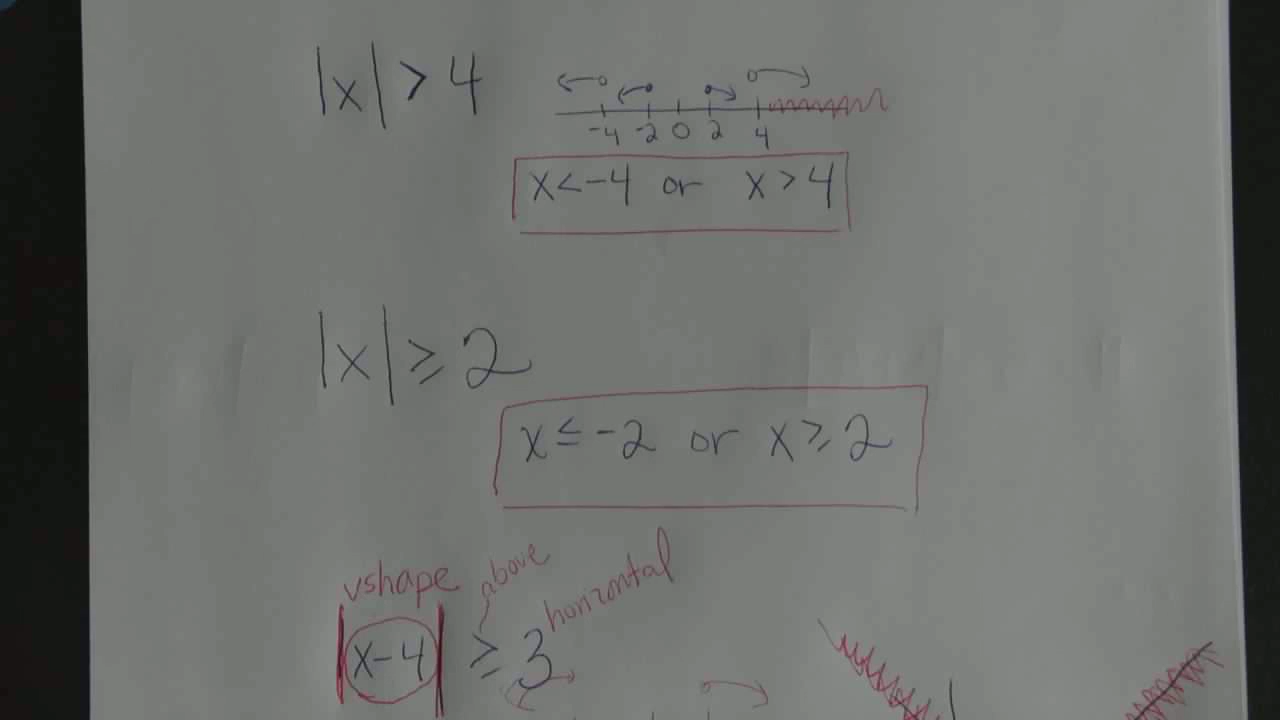 |x| > 4
-4 -2 0 2 4
x < -4 or x > 4
|x| ≥ 2
x ≤ -2 or x ≥ 2
vshape above horizontal
|x-4| ≥ 3